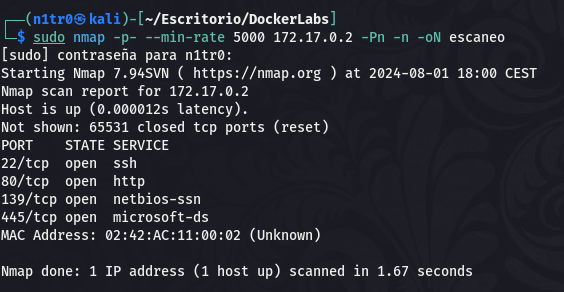 ┌──(n1tr0㉿kali)-[~/Escritorio/DockerLabs]
└─$ sudo nmap -p- --min-rate 5000 172.17.0.2 -Pn -n -oN escaneo
[sudo] contraseña para n1tr0:
Starting Nmap 7.94SVN ( https://nmap.org ) at 2024-08-01 18:00 CEST
Nmap scan report for 172.17.0.2
Host is up (0.000012s latency).
Not shown: 65531 closed tcp ports (reset)
PORT    STATE SERVICE
22/tcp  open  ssh
80/tcp  open  http
139/tcp open  netbios-ssn
445/tcp open  microsoft-ds
MAC Address: 02:42:AC:11:00:02 (Unknown)
Nmap done: 1 IP address (1 host up) scanned in 1.67 seconds